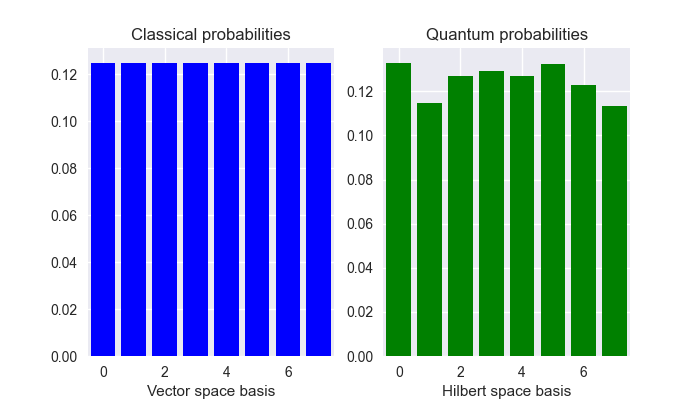 Classical probabilities
0.12
0.10
0.08
0.06
0.04
0.02
0.00
0 2 4 6
Vector space basis
Quantum probabilities
0.12
0.10
0.08
0.06
0.04
0.02
0.00
0 2 4 6
Hilbert space basis